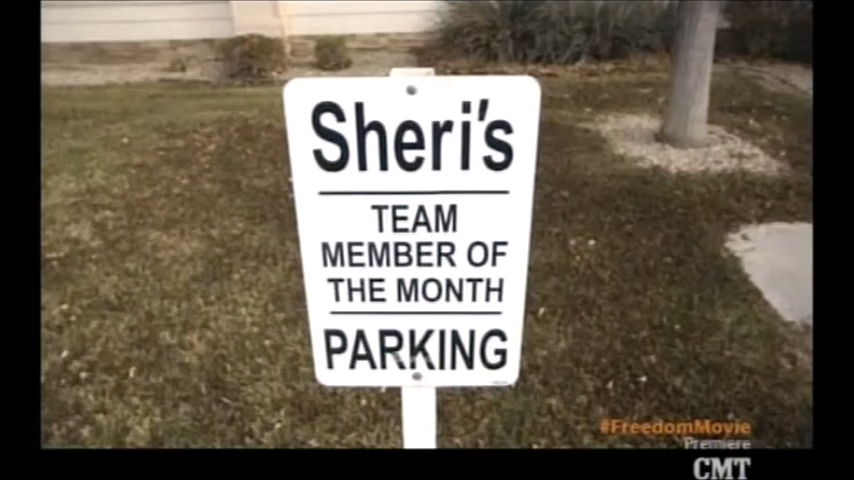 Sheri's
TEAM
MEMBER OF
THE MONTH
PARKING
#FreedomMovie
Premiere
CMT